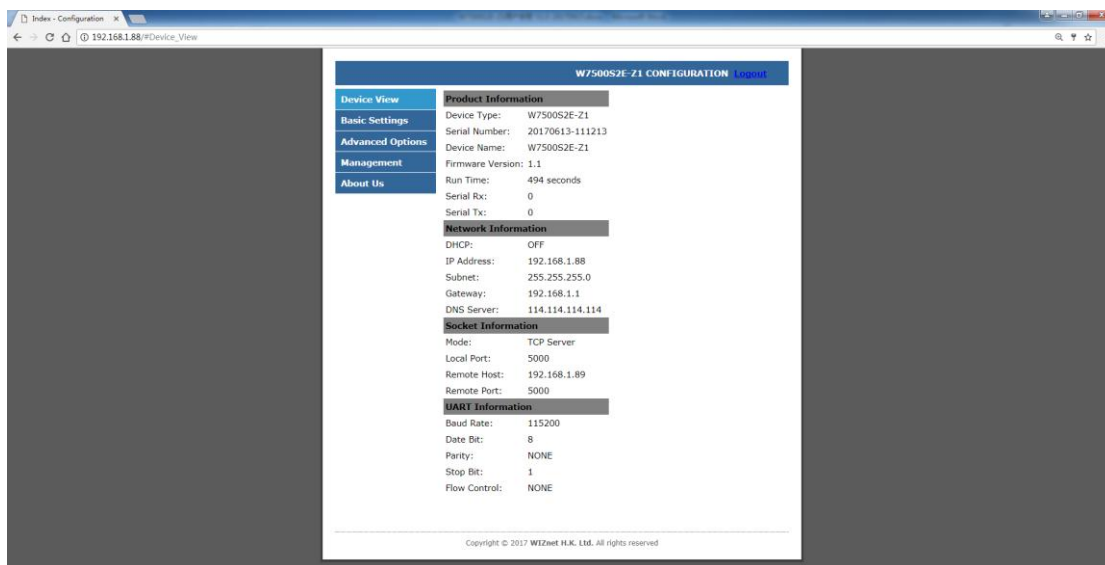 Index - Configuration
192.168.1.88/#Device_View
W7500S2E-Z1 CONFIGURATION Logout
Device View
Basic Settings
Advanced Options
Management
About Us
Product Information
Device Type: W7500S2E-Z1
Serial Number: 20170613-111213
Device Name: W7500S2E-Z1
Firmware Version: 1.1
Run Time: 494 seconds
Serial Rx: 0
Serial Tx: 0
Network Information
DHCP: OFF
IP Address: 192.168.1.88
Subnet: 255.255.255.0
Gateway: 192.168.1.1
DNS Server: 114.114.114.114
Socket Information
Mode: TCP Server
Local Port: 5000
Remote Host: 192.168.1.89
Remote Port: 5000
UART Information
Baud Rate: 115200
Date Bit: 8
Parity: NONE
Stop Bit: 1
Flow Control: NONE
Copyright © 2017 WIZnet H.K. Ltd. All rights reserved